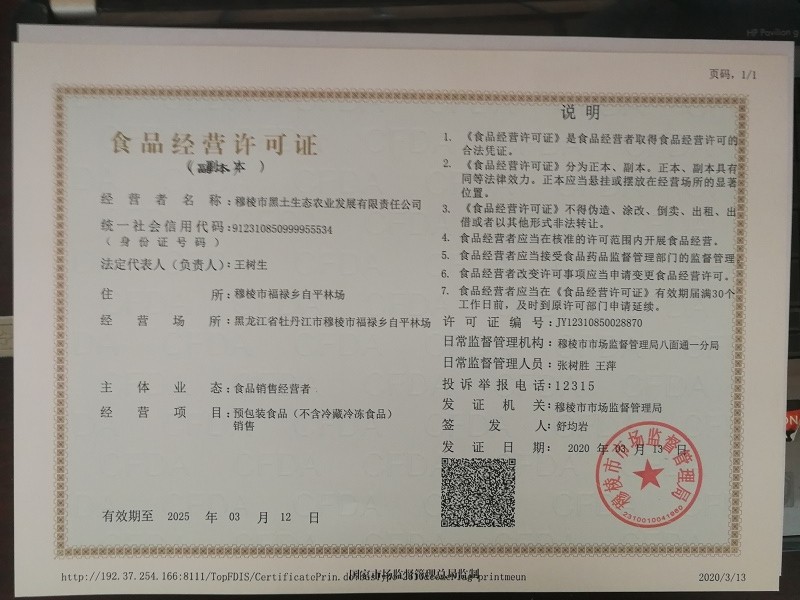 页码，1/1
食品经营许可证
（副本）
经营者名称：穆棱市黑土生态农业发展有限责任公司
统一社会信用代码：912310850999955534
（身份证号码）
法定代表人（负责人）：王树生
住所：穆棱市福禄乡自平林场
经营场所：黑龙江省牡丹江市穆棱市福禄乡自平林场
主体业态：食品销售经营者
经营项目：预包装食品（不含冷藏冷冻食品）
销售
有效期至 2025 年 03 月 12 日
说明
1. 《食品经营许可证》是食品经营者取得食品经营许可的
合法凭证。
2. 《食品经营许可证》分为正本、副本。正本、副本具有
同等法律效力。正本应当悬挂或摆放在经营场所的显著
位置。
3. 《食品经营许可证》不得伪造、涂改、倒卖、出租、出
借或者以其他形式非法转让。
4. 食品经营者应当在核准的许可范围内开展食品经营。
5. 食品经营者应当接受食品药品监督管理部门的监督管理
6. 食品经营者改变许可事项应当申请变更食品经营许可。
7. 食品经营者应当在《食品经营许可证》有效期届满30个
工作日前，及时到原许可部门申请延续。
许可证编号：JY12310850028870
日常监督管理机构：穆棱市市场监督管理局八面通一分局
日常监督管理人员：张树胜 王萍
投诉举报电话：12315
发证机关：穆棱市市场监督管理局
签发人：舒均岩
发证日期：2020 年 03 月 13 日
穆棱市市场监督管理局
2310010041860
国家市场监督管理总局监制
http://192.37.254.166:8111/TopFDIS/CertificatePrin.do
printmeun
2020/3/13